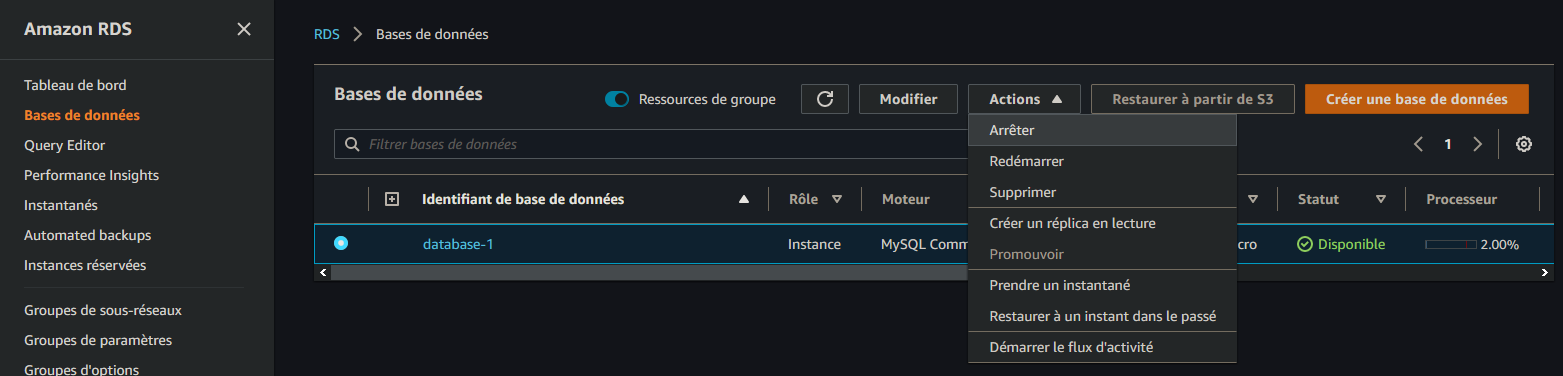 Amazon RDS
Tableau de bord
Bases de données
Query Editor
Performance Insights
Instantanés
Automated backups
Instances réservées
Groupes de sous-réseaux
Groupes de paramètres
Groupes d'options
RDS > Bases de données
Bases de données
Ressources de groupe
Modifier
Actions
Restaurer à partir de S3
Créer une base de données
Filtrer bases de données
1
Arrêter
Redémarrer
Supprimer
Créer un réplica en lecture
Promouvoir
Prendre un instantané
Restaurer à un instant dans le passé
Démarrer le flux d'activité
Identifiant de base de données Rôle Moteur Statut Processeur
database-1 Instance MySQL Comm cro Disponible 2.00%